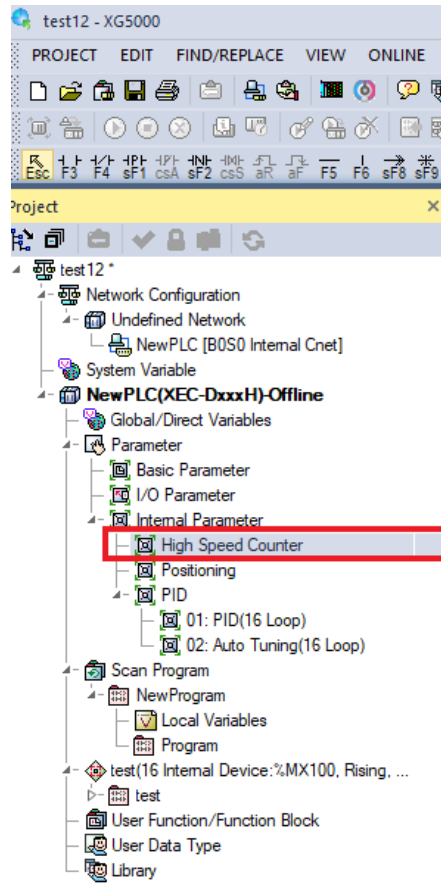 test12 - XG5000
PROJECT EDIT FIND/REPLACE VIEW ONLINE
Esc F3 F4 sF1 csA sF2 csS aR aF F5 F6 sF8 sF9
Project
test12 *
Network Configuration
Undefined Network
NewPLC [B0S0 Internal Cnet]
System Variable
NewPLC(XEC-DxxxH)-Offline
Global/Direct Variables
Parameter
Basic Parameter
I/O Parameter
Internal Parameter
High Speed Counter
Positioning
PID
01: PID(16 Loop)
02: Auto Tuning(16 Loop)
Scan Program
NewProgram
Local Variables
Program
test(16 Internal Device:%MX100, Rising, ...
test
User Function/Function Block
User Data Type
Library